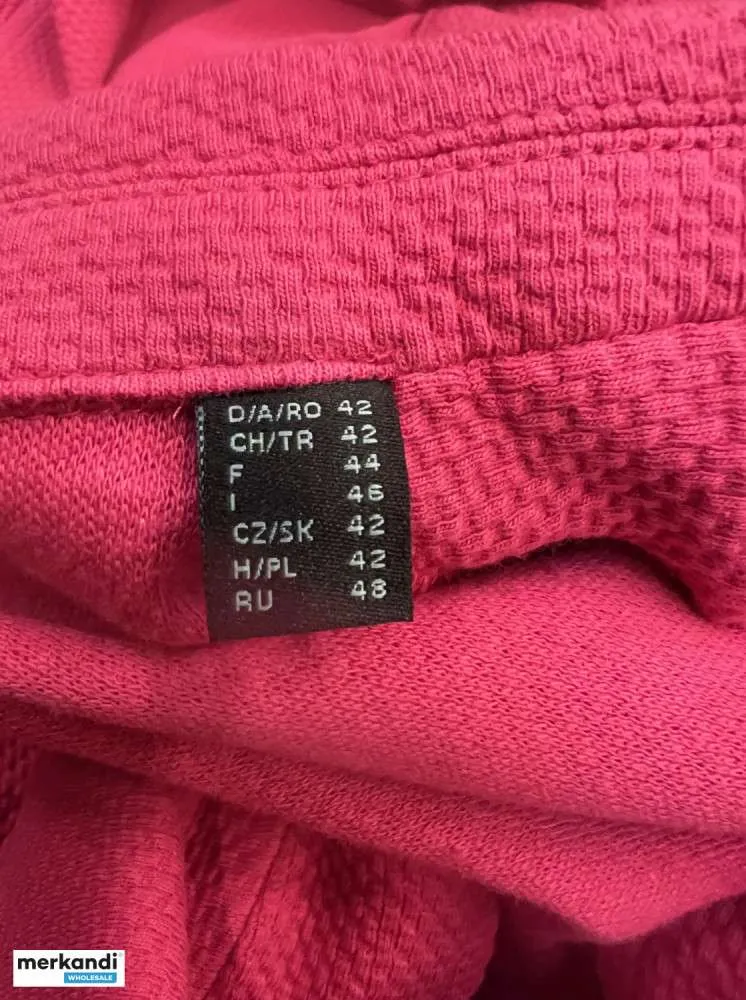 D/A/RO 42
CH/TR 42
F 44
I 46
CZ/SK 42
H/PL 42
RU 48
merkandi
WHOLESALE